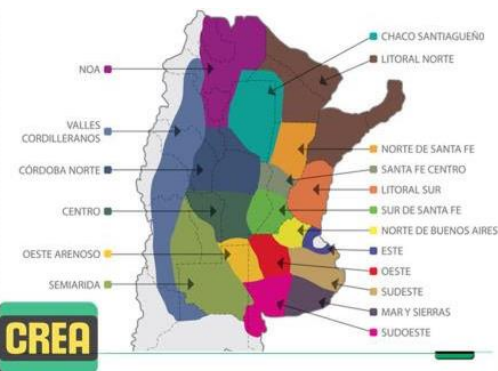 NOA
VALLES
CORDILLERANOS
CÓRDOBA NORTE
CENTRO
OESTE ARENOSO
SEMIARIDA
CREA
CHACO SANTIAGUEÑO
LITORAL NORTE
NORTE DE SANTA FE
SANTA FE CENTRO
LITORAL SUR
SUR DE SANTA FE
NORTE DE BUENOS AIRES
ESTE
OESTE
SUDESTE
MAR Y SIERRAS
SUDOESTE